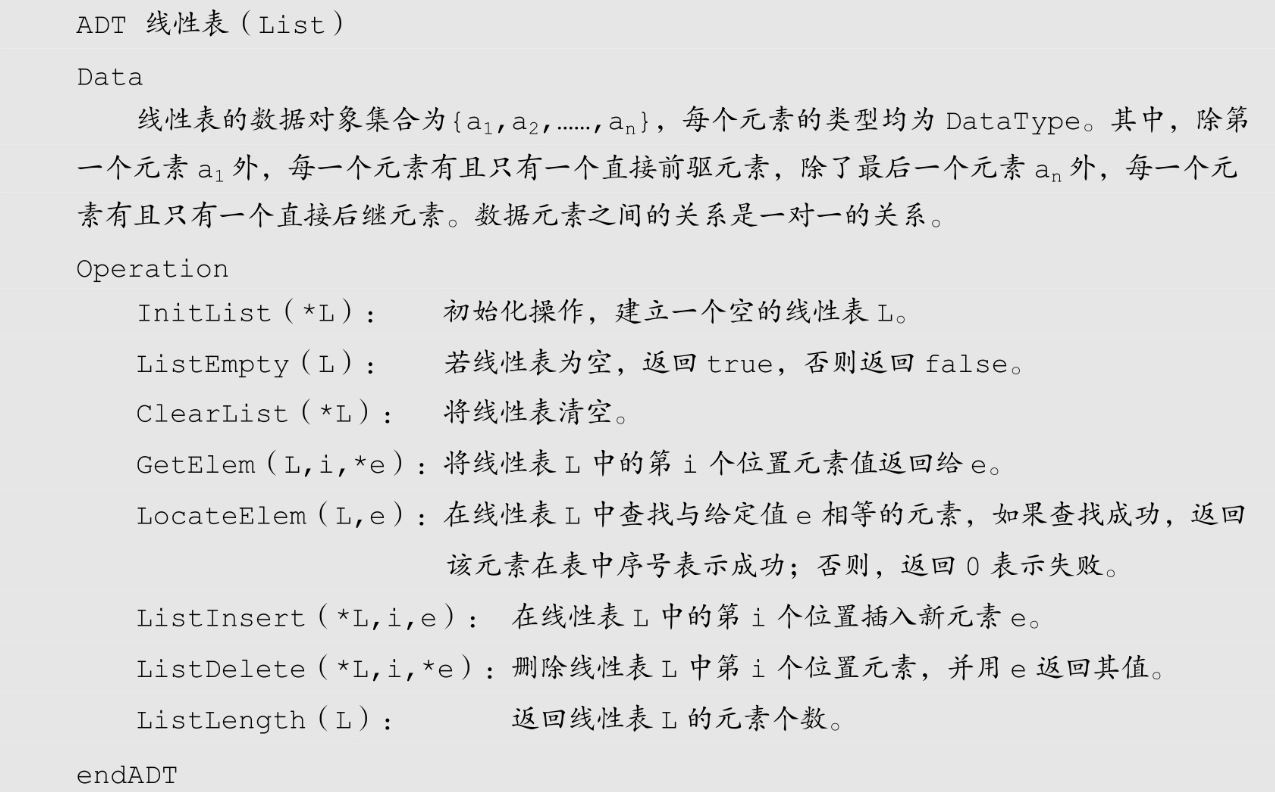 ADT 线性表（List）
Data
线性表的数据对象集合为{a₁,a₂,……,aₙ}，每个元素的类型均为 DataType。其中，除第
一个元素 a₁ 外，每一个元素有且只有一个直接前驱元素，除了最后一个元素 aₙ 外，每一个元
素有且只有一个直接后继元素。数据元素之间的关系是一对一的关系。
Operation
InitList（*L）： 初始化操作，建立一个空的线性表 L。
ListEmpty（L）： 若线性表为空，返回 true，否则返回 false。
ClearList（*L）： 将线性表清空。
GetElem（L,i,*e）：将线性表 L 中的第 i 个位置元素值返回给 e。
LocateElem（L,e）：在线性表 L 中查找与给定值 e 相等的元素，如果查找成功，返回
该元素在表中序号表示成功；否则，返回 0 表示失败。
ListInsert（*L,i,e）： 在线性表 L 中的第 i 个位置插入新元素 e。
ListDelete（*L,i,*e）：删除线性表 L 中第 i 个位置元素，并用 e 返回其值。
ListLength（L）： 返回线性表 L 的元素个数。
endADT